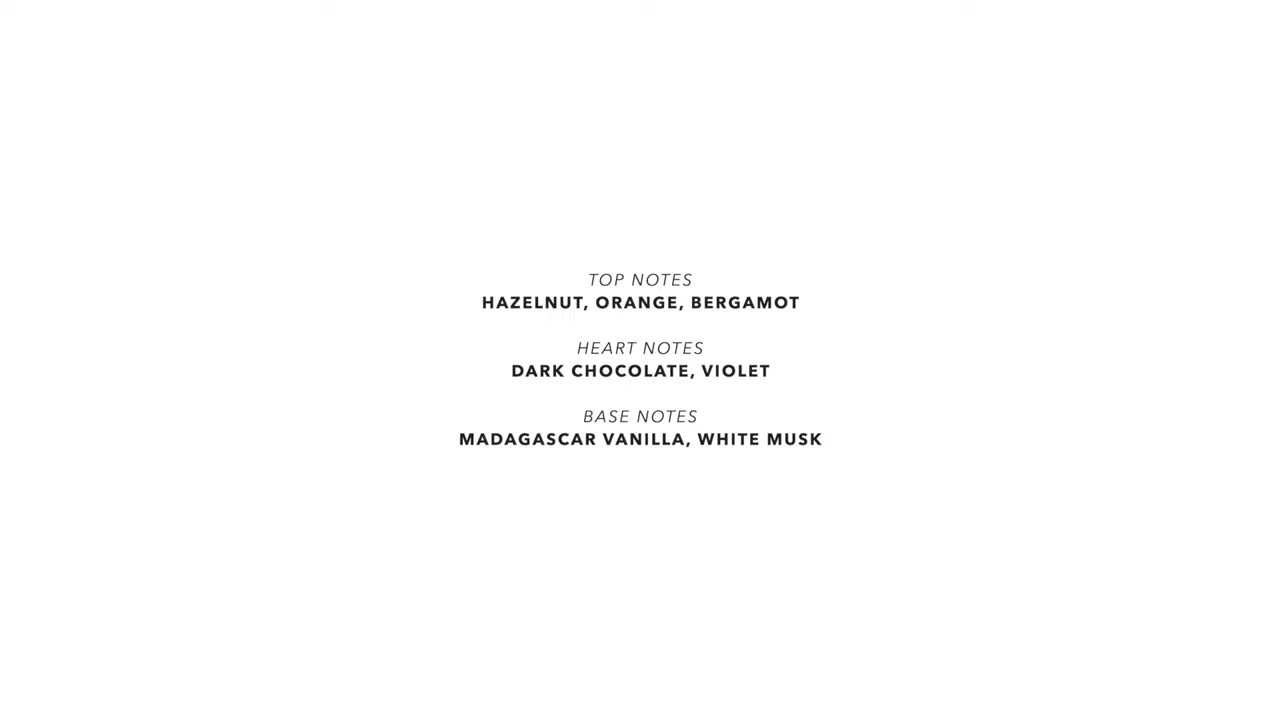 TOP NOTES
HAZELNUT, ORANGE, BERGAMOT
HEART NOTES
DARK CHOCOLATE, VIOLET
BASE NOTES
MADAGASCAR VANILLA, WHITE MUSK